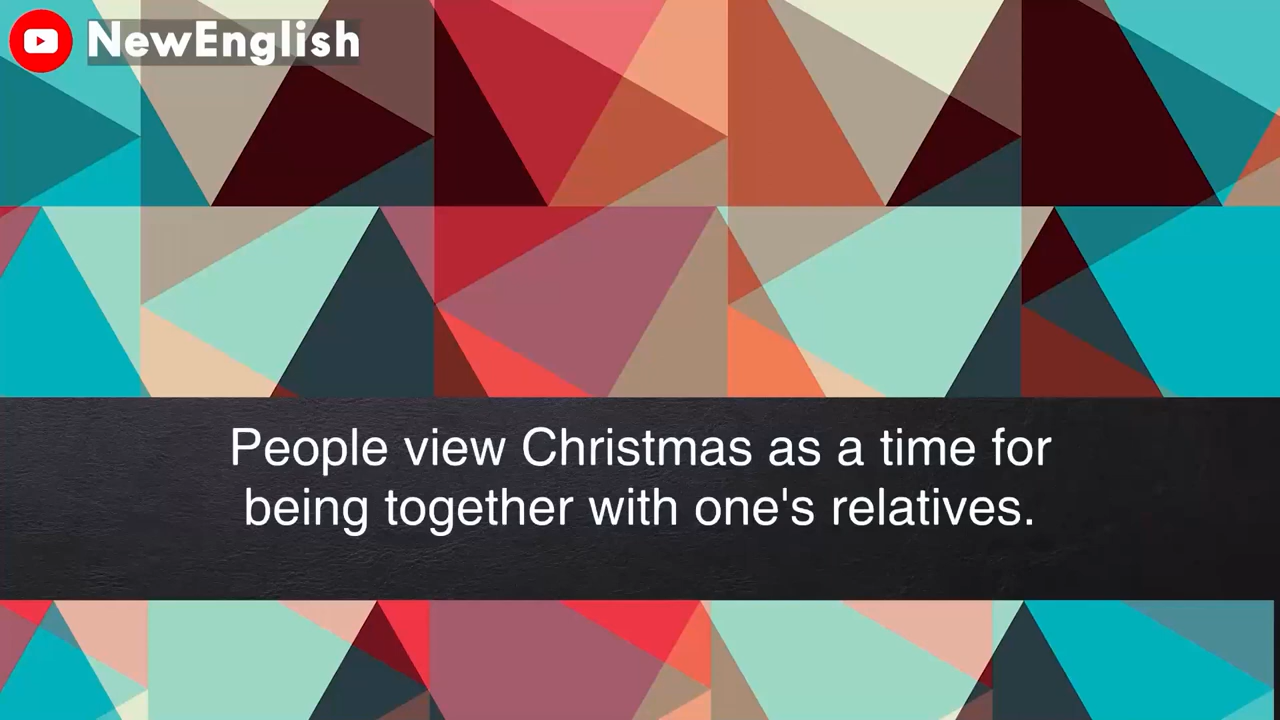 NewEnglish
People view Christmas as a time for
being together with one's relatives.